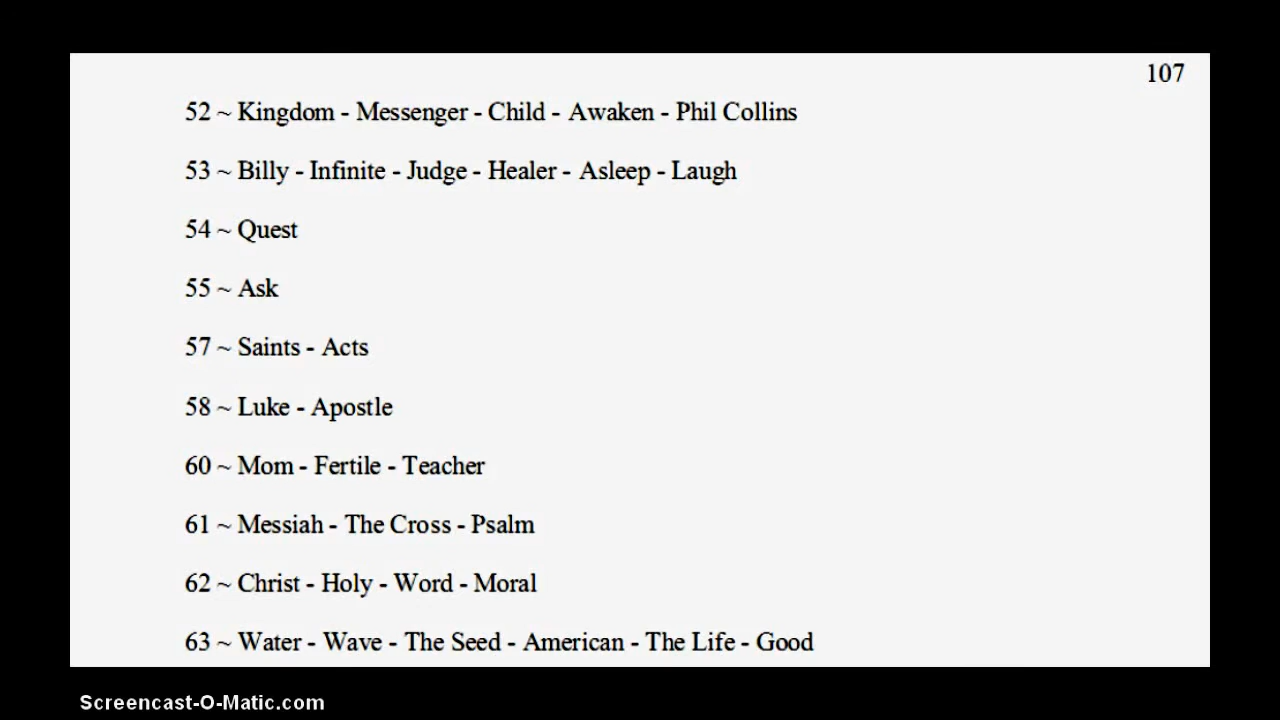 107
52 ~ Kingdom - Messenger - Child - Awaken - Phil Collins
53 ~ Billy - Infinite - Judge - Healer - Asleep - Laugh
54 ~ Quest
55 ~ Ask
57 ~ Saints - Acts
58 ~ Luke - Apostle
60 ~ Mom - Fertile - Teacher
61 ~ Messiah - The Cross - Psalm
62 ~ Christ - Holy - Word - Moral
63 ~ Water - Wave - The Seed - American - The Life - Good
Screencast-O-Matic.com